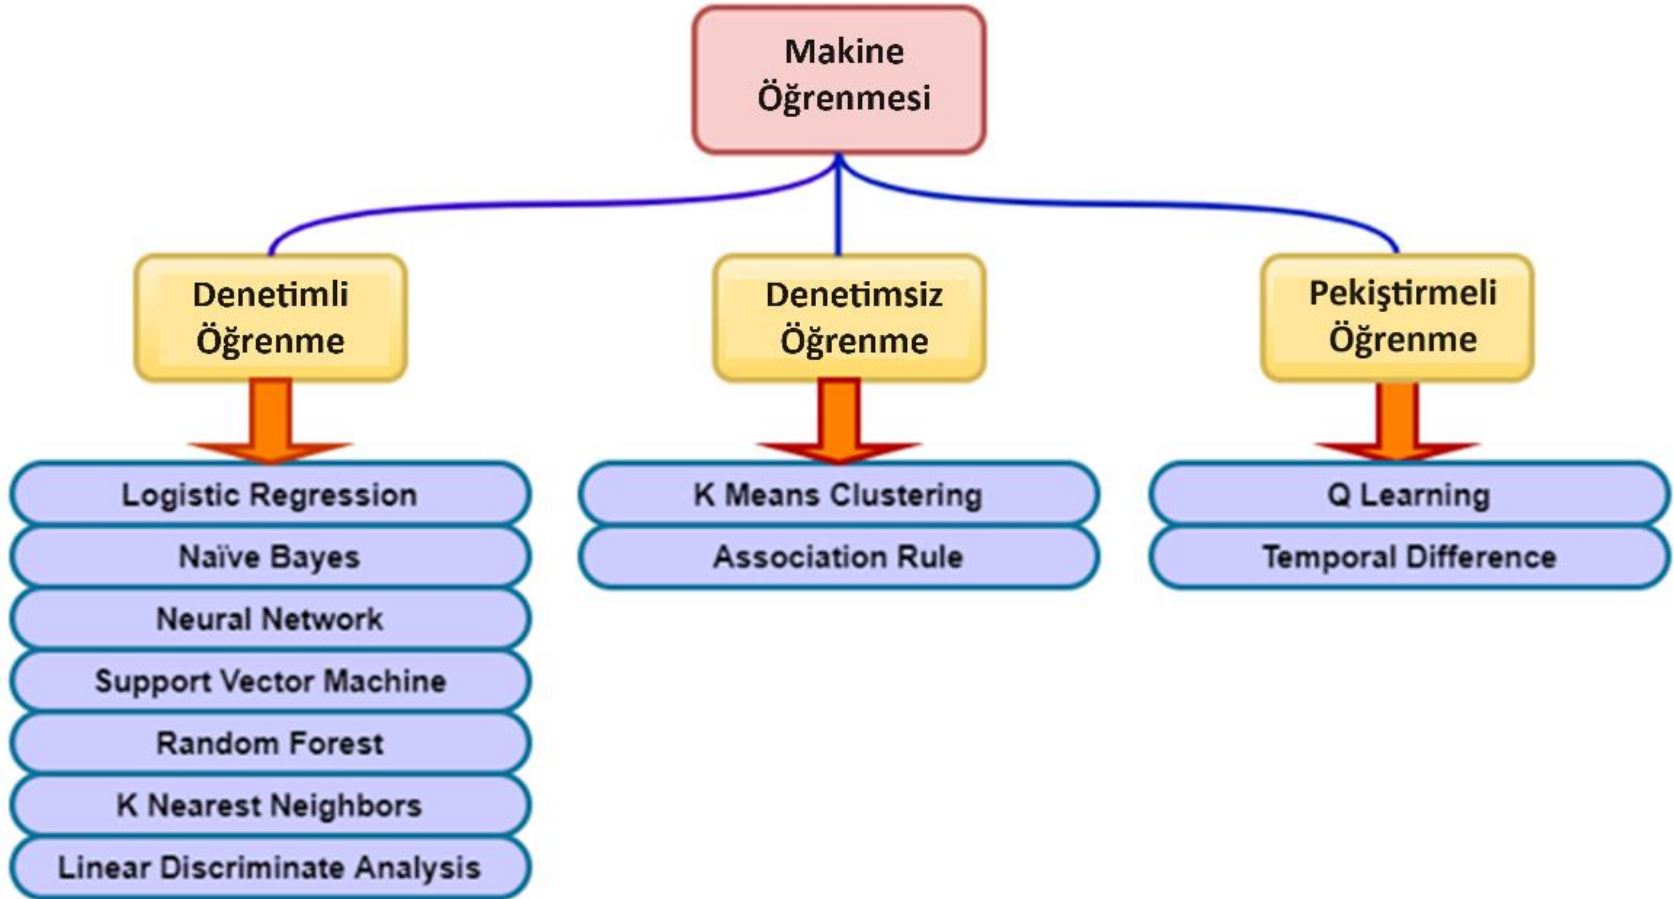 Makine
Öğrenmesi
Denetimli
Öğrenme
Denetimsiz
Öğrenme
Pekiştirmeli
Öğrenme
Logistic Regression
Naïve Bayes
Neural Network
Support Vector Machine
Random Forest
K Nearest Neighbors
Linear Discriminate Analysis
K Means Clustering
Association Rule
Q Learning
Temporal Difference